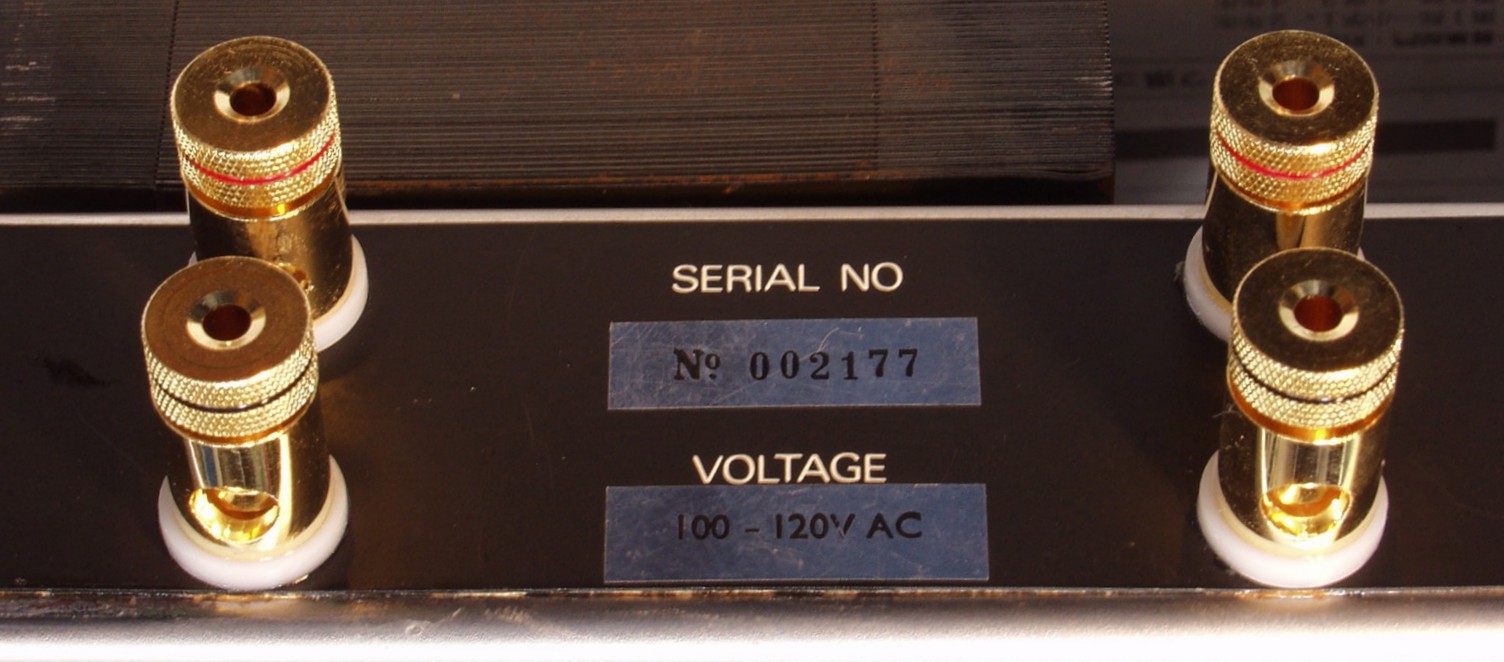 SERIAL NO
Nº 002177
VOLTAGE
100 - 120V AC